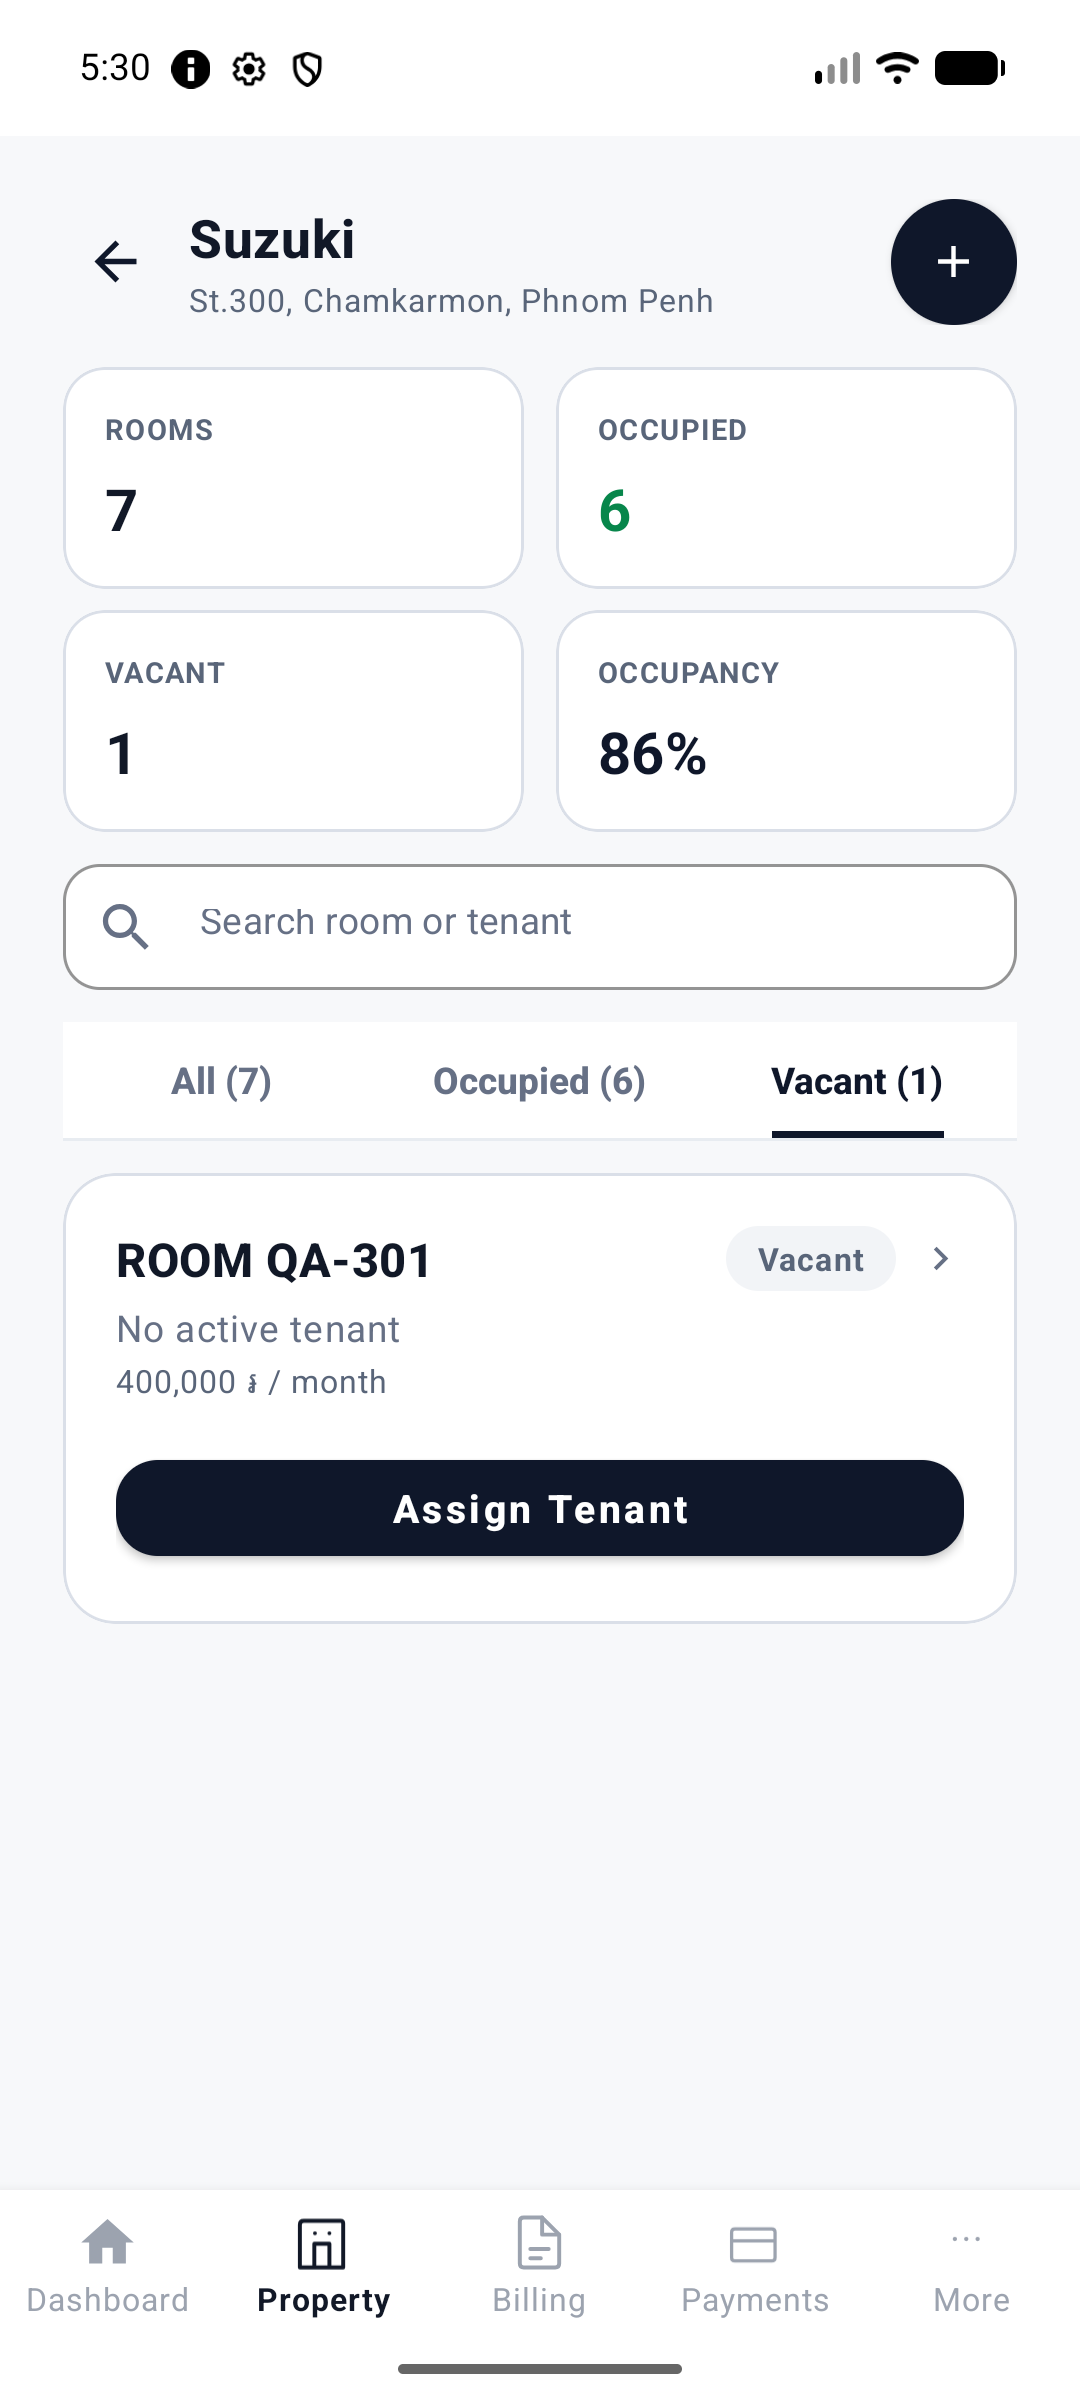 5:30
Suzuki
St.300, Chamkarmon, Phnom Penh
ROOMS
7
OCCUPIED
6
VACANT
1
OCCUPANCY
86%
Search room or tenant
All (7)
Occupied (6)
Vacant (1)
ROOM QA-301
Vacant
No active tenant
400,000 ៛ / month
Assign Tenant
Dashboard
Property
Billing
Payments
More